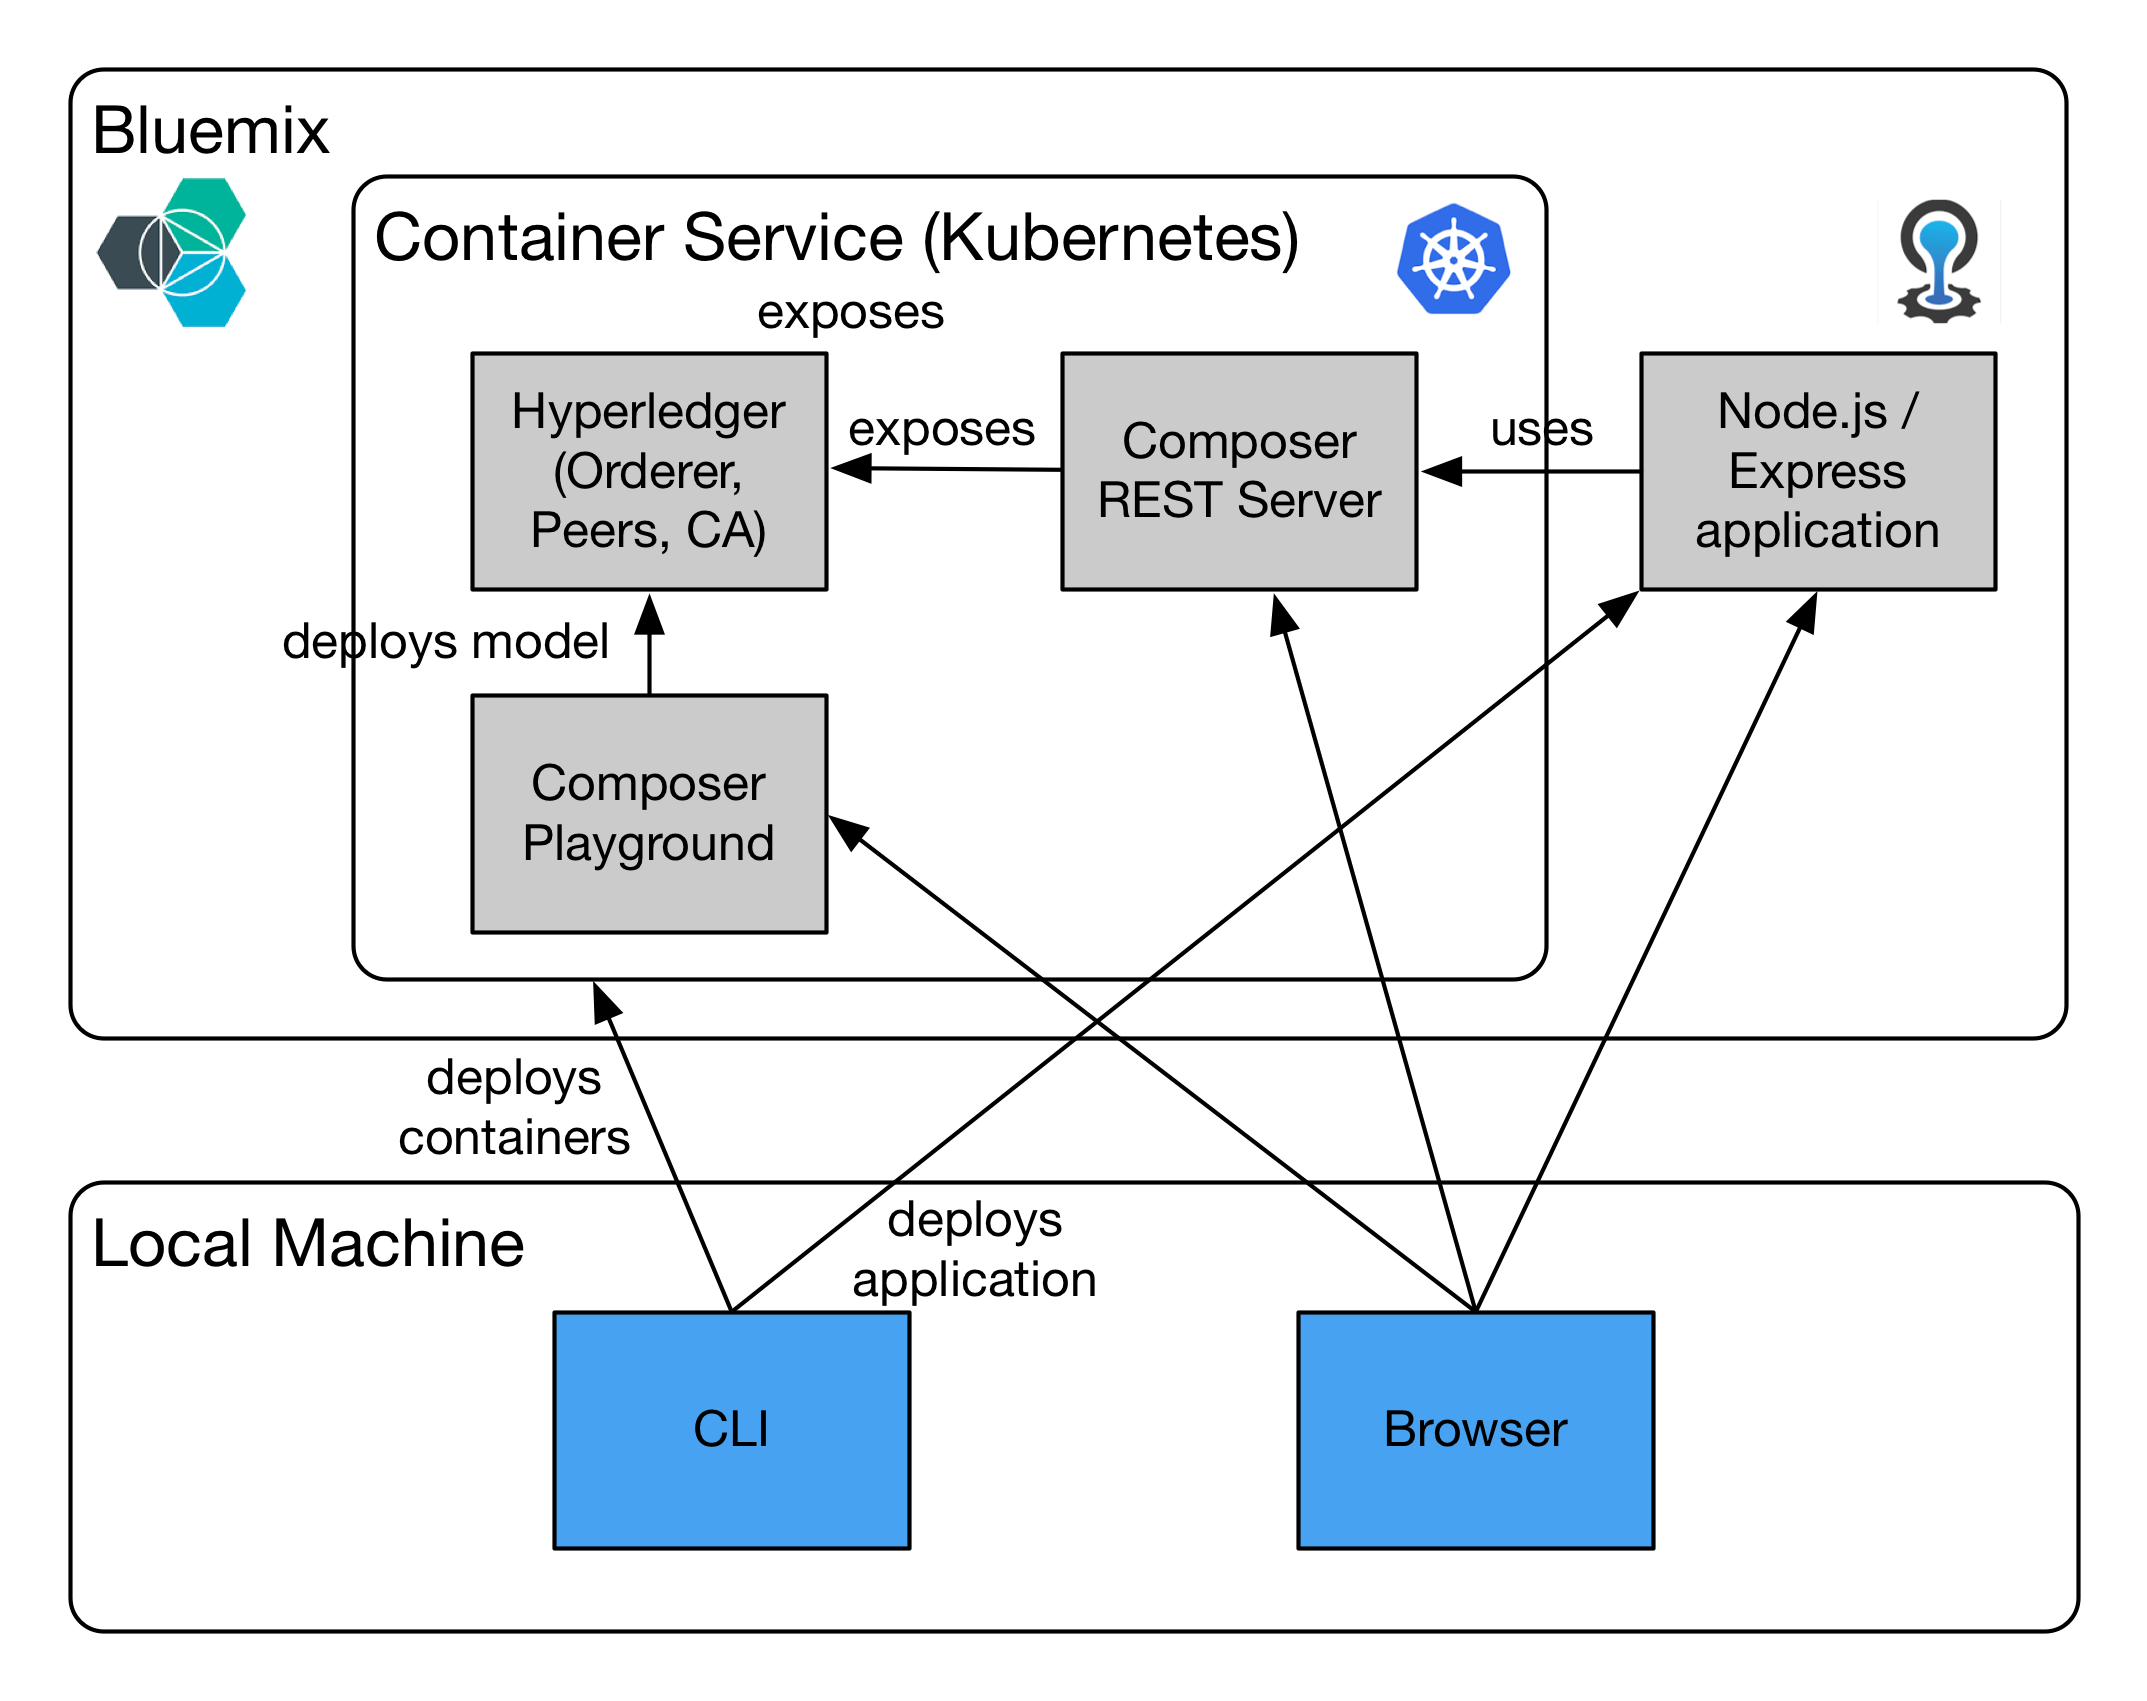 Bluemix
Container Service (Kubernetes)
exposes
Hyperledger
(Orderer,
Peers, CA)
exposes
Composer
REST Server
uses
Node.js /
Express
application
deploys model
Composer
Playground
deploys
containers
Local Machine
deploys
application
CLI
Browser